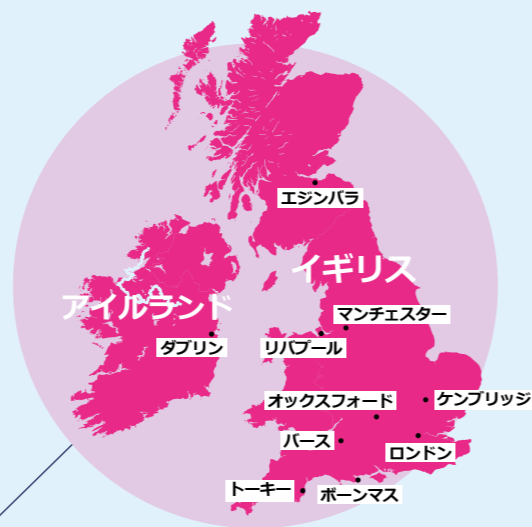 エジンバラ
イギリス
アイルランド
マンチェスター
ダブリン
リバプール
オックスフォード
ケンブリッジ
バース
ロンドン
トーキー
ボーンマス